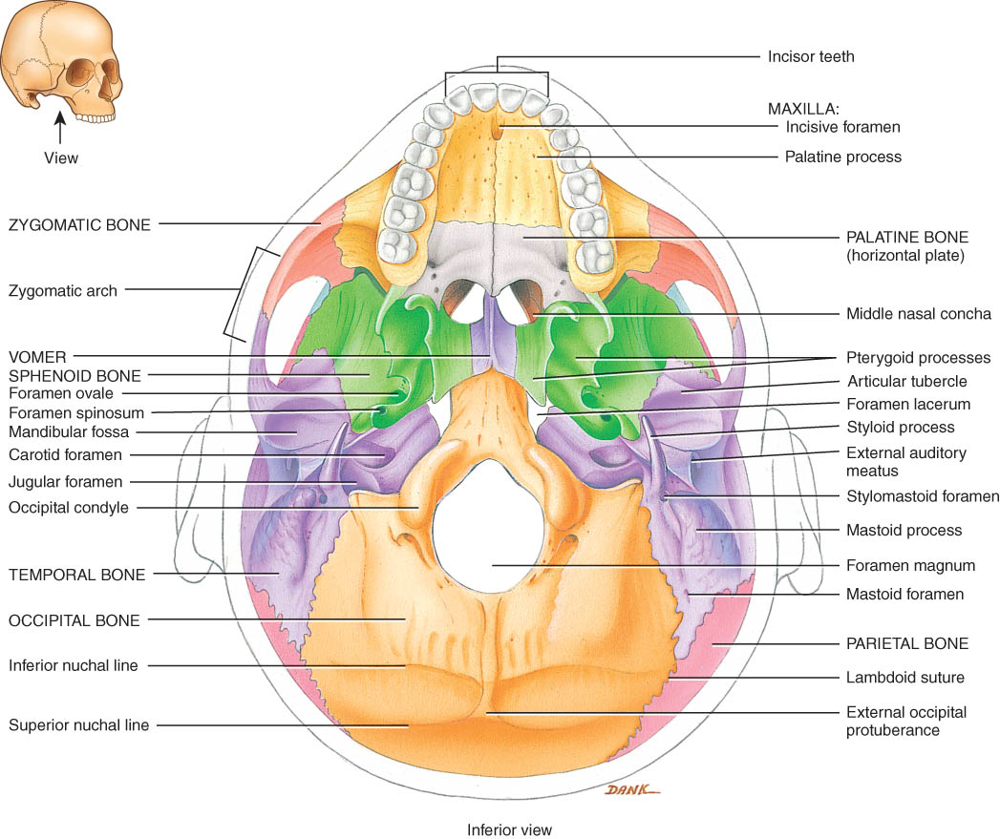 View
Incisor teeth
MAXILLA:
Incisive foramen
Palatine process
ZYGOMATIC BONE
Zygomatic arch
VOMER
SPHENOID BONE
Foramen ovale
Foramen spinosum
Mandibular fossa
Carotid foramen
Jugular foramen
Occipital condyle
TEMPORAL BONE
OCCIPITAL BONE
Inferior nuchal line
Superior nuchal line
PALATINE BONE
(horizontal plate)
Middle nasal concha
Pterygoid processes
Articular tubercle
Foramen lacerum
Styloid process
External auditory
meatus
Stylomastoid foramen
Mastoid process
Foramen magnum
Mastoid foramen
PARIETAL BONE
Lambdoid suture
External occipital
protuberance
DANK
Inferior view